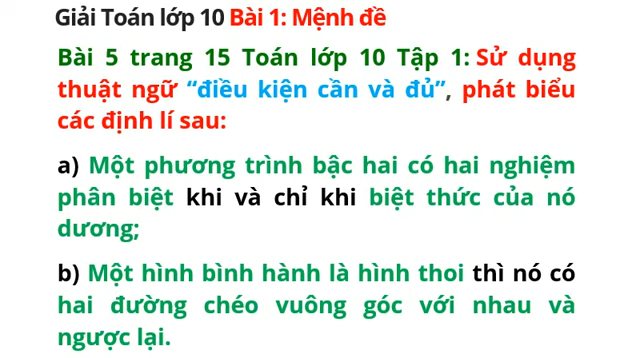 Giải Toán lớp 10 Bài 1: Mệnh đề
Bài 5 trang 15 Toán lớp 10 Tập 1: Sử dụng
thuật ngữ “điều kiện cần và đủ”, phát biểu
các định lí sau:
a) Một phương trình bậc hai có hai nghiệm
phân biệt khi và chỉ khi biệt thức của nó
dương;
b) Một hình bình hành là hình thoi thì nó có
hai đường chéo vuông góc với nhau và
ngược lại.